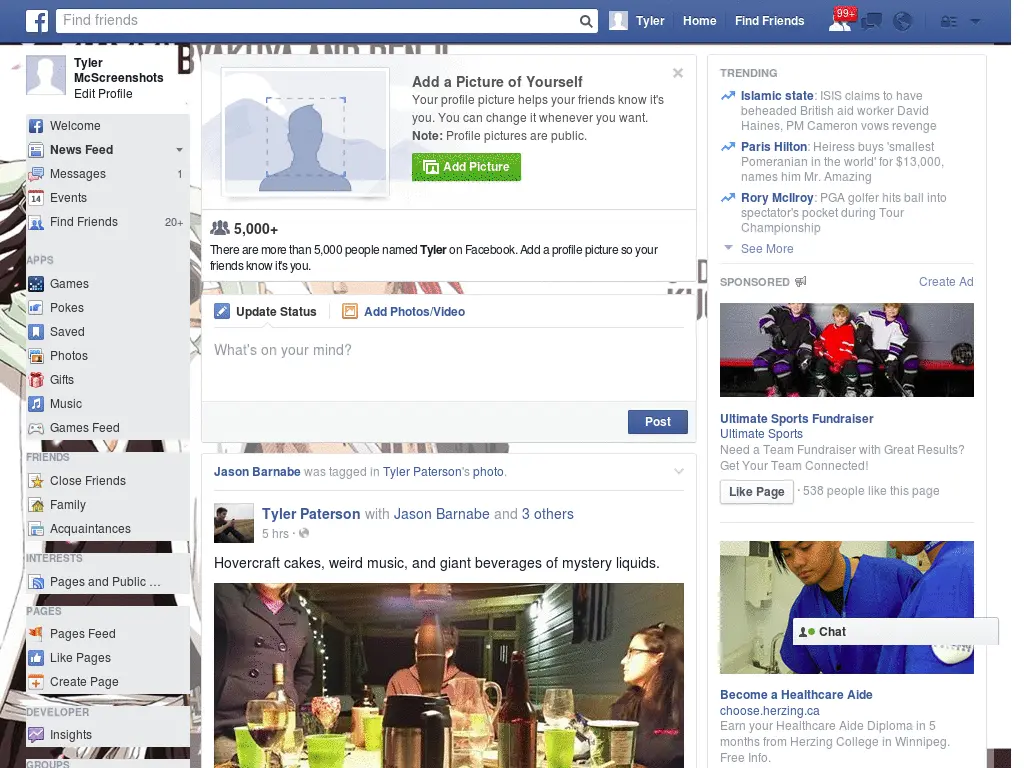 Find friends
Tyler
Home
Find Friends
99+
BYAKUYA AND BENJI
Tyler
McScreenshots
Edit Profile
Welcome
News Feed
Messages 1
14 Events
Find Friends 20+
APPS
Games
Pokes
Saved
Photos
Gifts
Music
Games Feed
FRIENDS
Close Friends
Family
Acquaintances
INTERESTS
Pages and Public ...
PAGES
Pages Feed
Like Pages
Create Page
DEVELOPER
Insights
GROUPS
Add a Picture of Yourself
Your profile picture helps your friends know it's
you. You can change it whenever you want.
Note: Profile pictures are public.
Add Picture
5,000+
There are more than 5,000 people named Tyler on Facebook. Add a profile picture so your
friends know it's you.
Update Status
Add Photos/Video
What's on your mind?
Post
Jason Barnabe was tagged in Tyler Paterson's photo.
Tyler Paterson with Jason Barnabe and 3 others
5 hrs ·
Hovercraft cakes, weird music, and giant beverages of mystery liquids.
TRENDING
Islamic state: ISIS claims to have
beheaded British aid worker David
Haines, PM Cameron vows revenge
Paris Hilton: Heiress buys 'smallest
Pomeranian in the world' for $13,000,
names him Mr. Amazing
Rory McIlroy: PGA golfer hits ball into
spectator's pocket during Tour
Championship
See More
SPONSORED
Create Ad
Ultimate Sports Fundraiser
Ultimate Sports
Need a Team Fundraiser with Great Results?
Get Your Team Connected!
Like Page · 538 people like this page
Chat
Become a Healthcare Aide
choose.herzing.ca
Earn your Healthcare Aide Diploma in 5
months from Herzing College in Winnipeg.
Free Info.